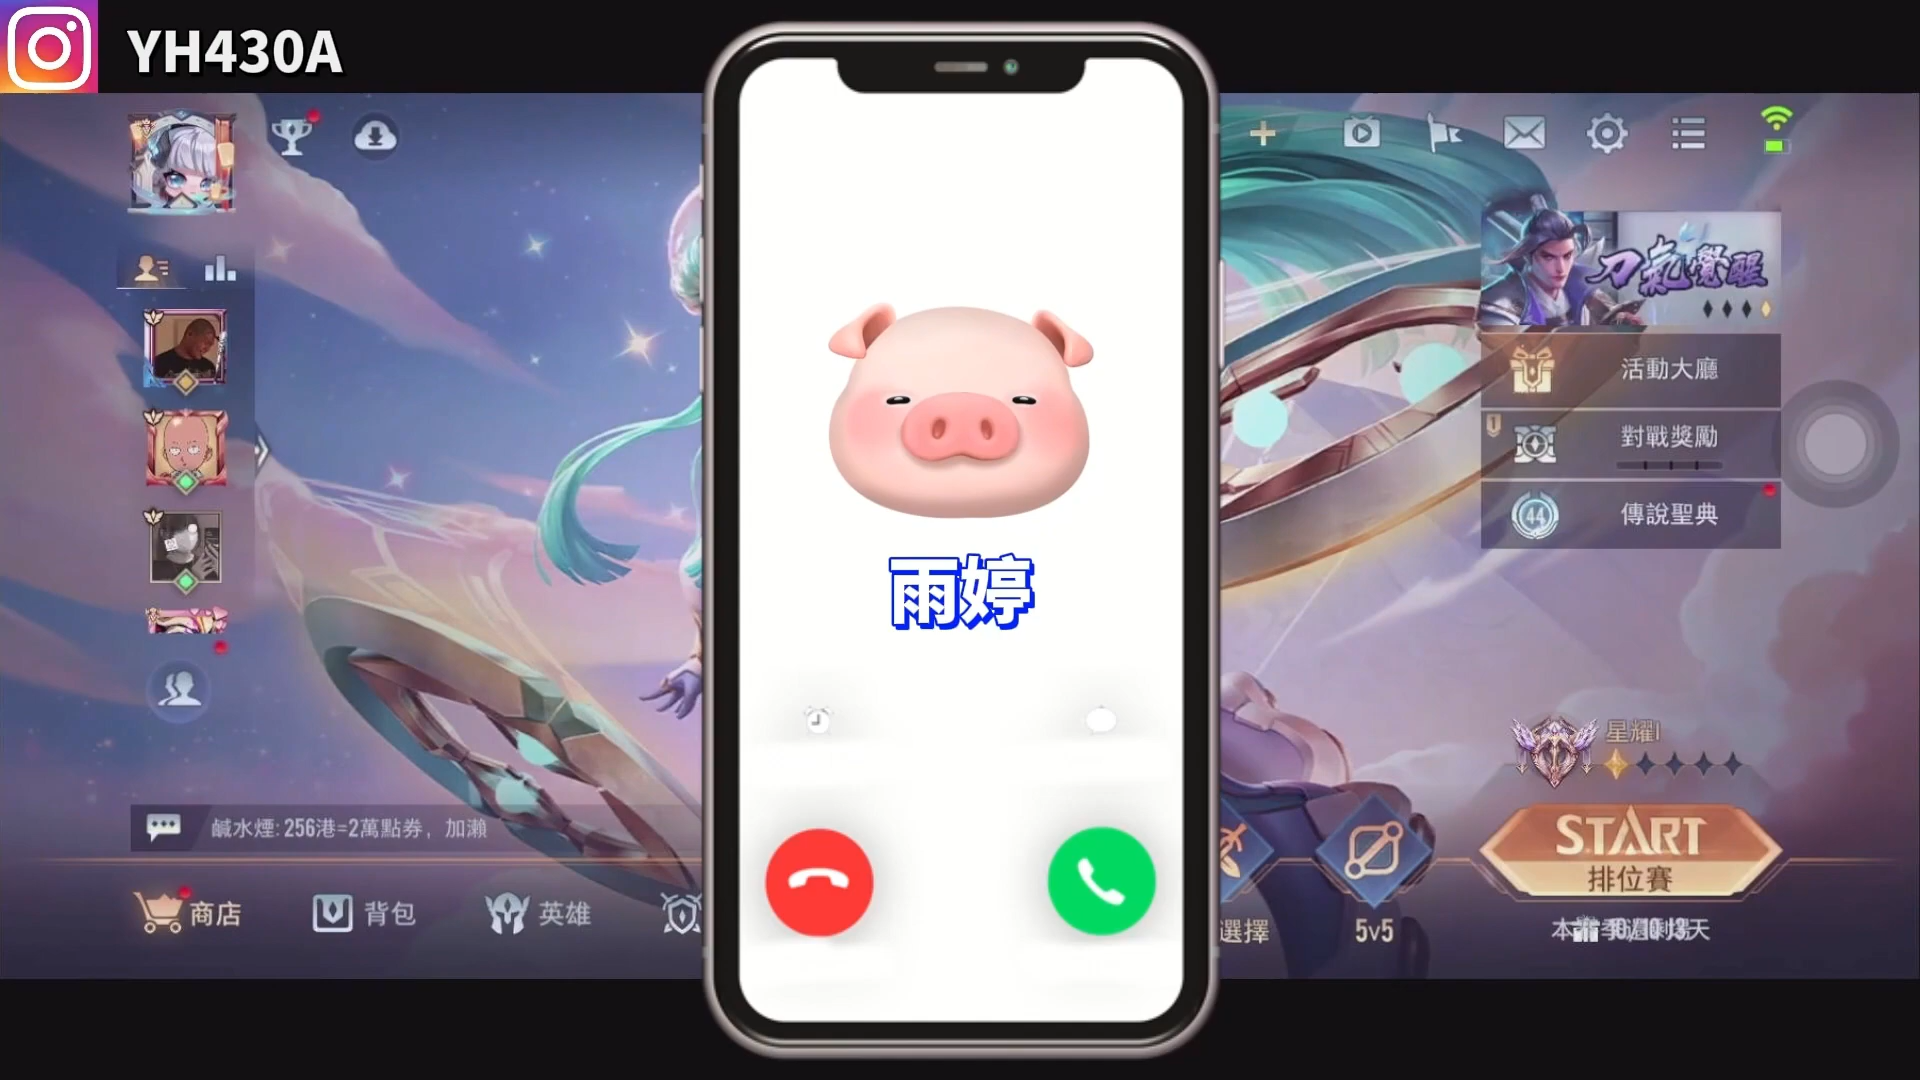 YH430A
刀氣覺醒
活動大廳
1
對戰獎勵
44
傳說聖典
雨婷
星耀I
鹹水煙: 256港=2萬點券，加瀨
START
排位賽
商店
背包
英雄
選擇
5v5